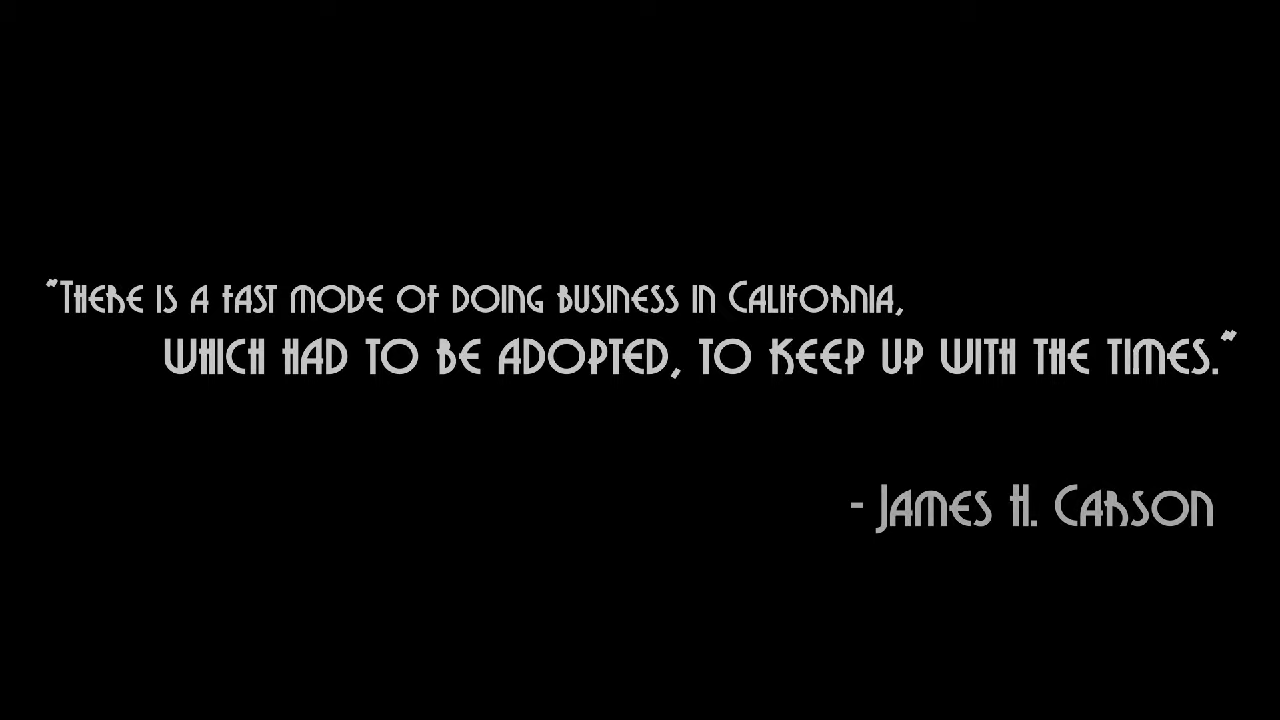 "There is a fast mode of doing business in California,
which had to be adopted, to keep up with the times."
- James H. Carson